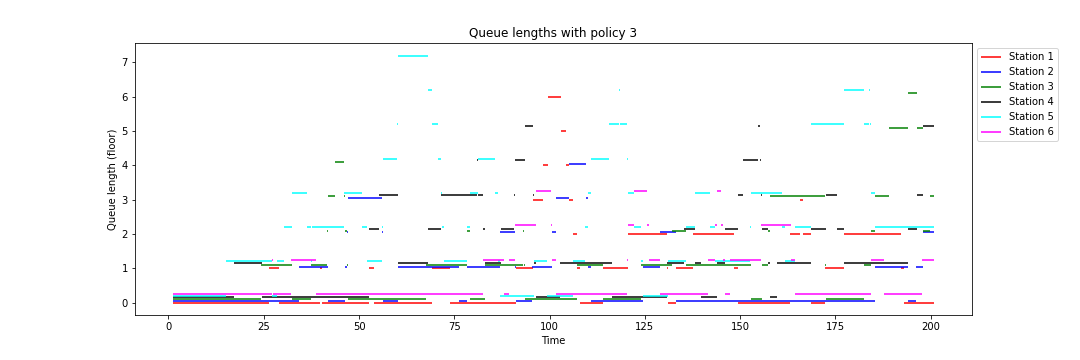 Queue lengths with policy 3
Queue length (floor)
7
6
5
4
3
2
1
0
0 25 50 75 100 125 150 175 200
Time
Station 1
Station 2
Station 3
Station 4
Station 5
Station 6